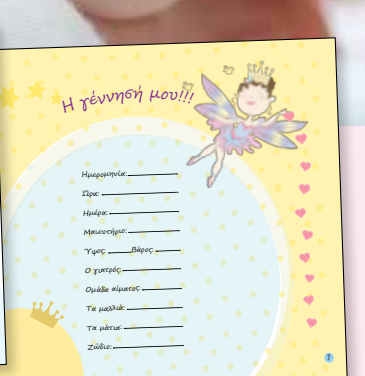 Η γέννησή μου!!!
Ημερομηνία:
Ώρα:
Ημέρα:
Μαιευτήριο:
Ύψος: Βάρος:
Ο γιατρός:
Ομάδα αίματος:
Τα μαλλιά:
Τα μάτια:
Ζώδιο:
7